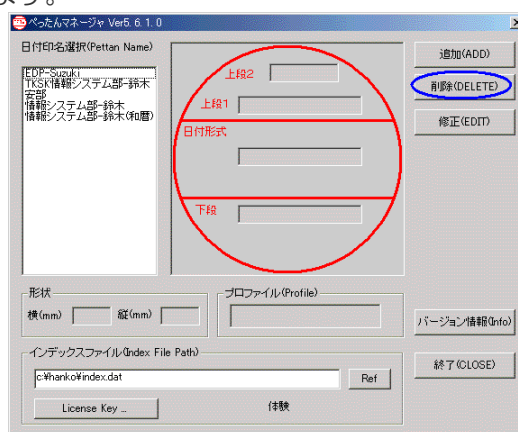 ます。
ぺったんマネージャ Ver5. 6. 1. 0
日付印名選択(Pettan Name)
EDP-Suzuki
TKSK情報システム部-鈴木
安部
情報システム部-鈴木
情報システム部-鈴木(和暦)
上段2
上段1
日付形式
下段
追加(ADD)
削除(DELETE)
修正(EDIT)
形状
横(mm)
縦(mm)
プロファイル(Profile)
バージョン情報(Info)
インデックスファイル(Index File Path)
c:¥hanko¥index.dat
Ref
License Key ...
体験
終了(CLOSE)